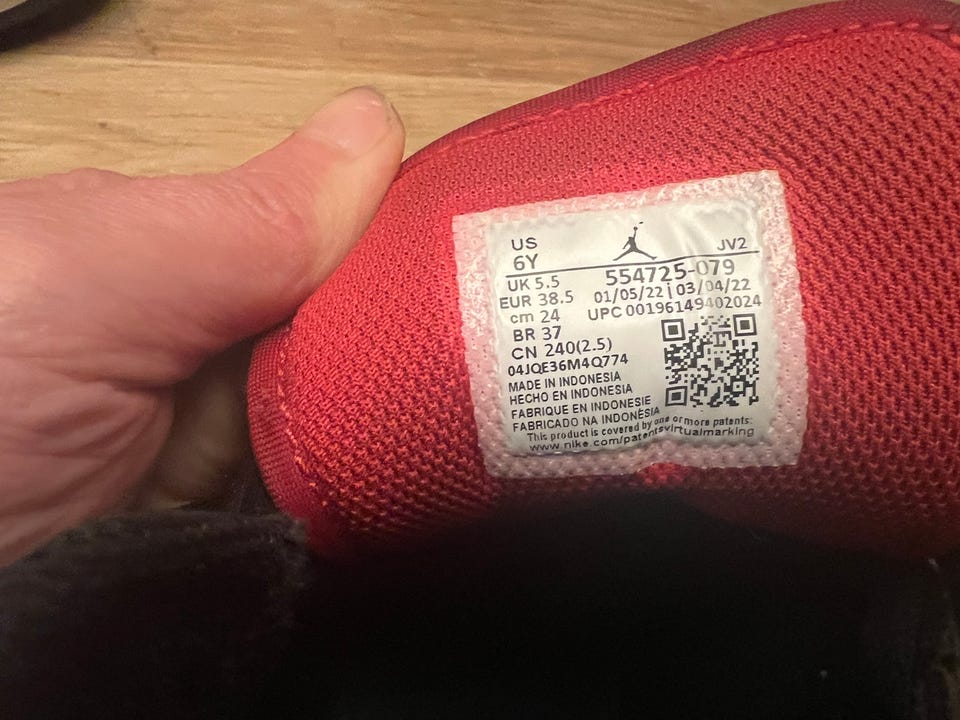 US
6Y
JV2
554725-079
UK 5.5
01/05/22 | 03/04/22
EUR 38.5
UPC 00196149402024
cm 24
BR 37
CN 240(2.5)
04JQE36M4Q774
MADE IN INDONESIA
HECHO EN INDONESIA
FABRIQUE EN INDONESIE
FABRICADO NA INDONÉSIA
This product is covered by one or more patents:
www.nike.com/patentsvirtualmarking